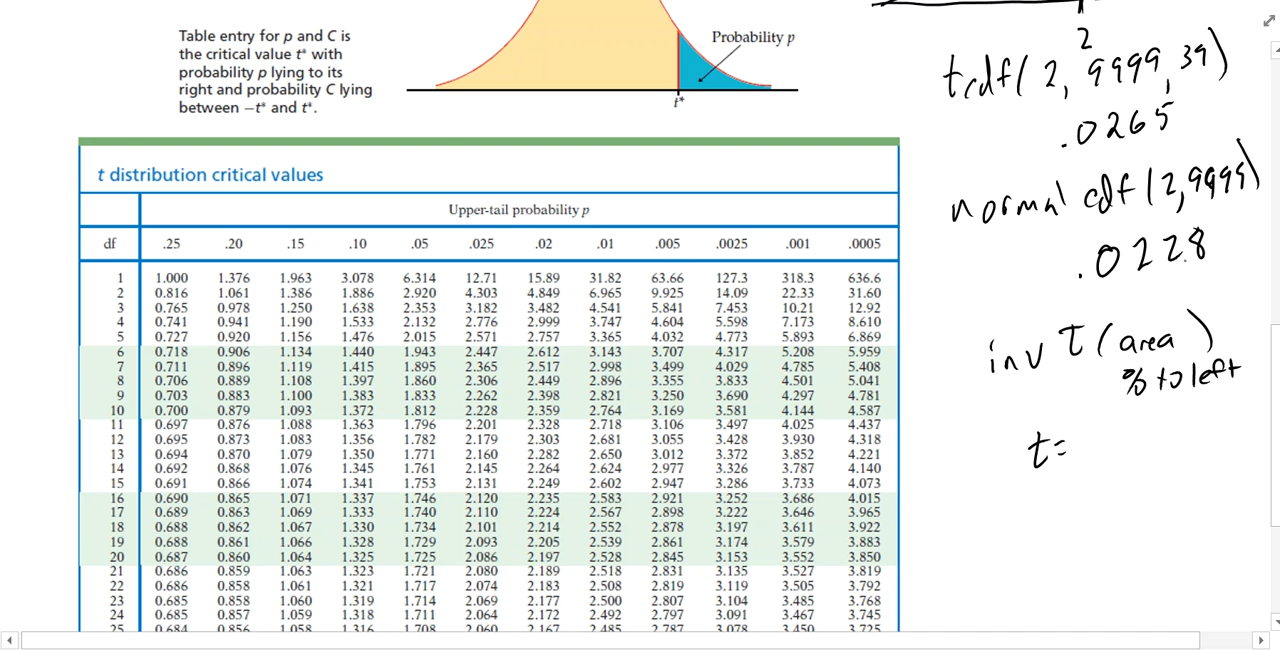 Table entry for p and C is
the critical value t* with
probability p lying to its
right and probability C lying
between −t* and t*.
Probability p
t*
t distribution critical values
Upper-tail probability p
df .25 .20 .15 .10 .05 .025 .02 .01 .005 .0025 .001 .0005
1 1.000 1.376 1.963 3.078 6.314 12.71 15.89 31.82 63.66 127.3 318.3 636.6
2 0.816 1.061 1.386 1.886 2.920 4.303 4.849 6.965 9.925 14.09 22.33 31.60
3 0.765 0.978 1.250 1.638 2.353 3.182 3.482 4.541 5.841 7.453 10.21 12.92
4 0.741 0.941 1.190 1.533 2.132 2.776 2.999 3.747 4.604 5.598 7.173 8.610
5 0.727 0.920 1.156 1.476 2.015 2.571 2.757 3.365 4.032 4.773 5.893 6.869
6 0.718 0.906 1.134 1.440 1.943 2.447 2.612 3.143 3.707 4.317 5.208 5.959
7 0.711 0.896 1.119 1.415 1.895 2.365 2.517 2.998 3.499 4.029 4.785 5.408
8 0.706 0.889 1.108 1.397 1.860 2.306 2.449 2.896 3.355 3.833 4.501 5.041
9 0.703 0.883 1.100 1.383 1.833 2.262 2.398 2.821 3.250 3.690 4.297 4.781
10 0.700 0.879 1.093 1.372 1.812 2.228 2.359 2.764 3.169 3.581 4.144 4.587
11 0.697 0.876 1.088 1.363 1.796 2.201 2.328 2.718 3.106 3.497 4.025 4.437
12 0.695 0.873 1.083 1.356 1.782 2.179 2.303 2.681 3.055 3.428 3.930 4.318
13 0.694 0.870 1.079 1.350 1.771 2.160 2.282 2.650 3.012 3.372 3.852 4.221
14 0.692 0.868 1.076 1.345 1.761 2.145 2.264 2.624 2.977 3.326 3.787 4.140
15 0.691 0.866 1.074 1.341 1.753 2.131 2.249 2.602 2.947 3.286 3.733 4.073
16 0.690 0.865 1.071 1.337 1.746 2.120 2.235 2.583 2.921 3.252 3.686 4.015
17 0.689 0.863 1.069 1.333 1.740 2.110 2.224 2.567 2.898 3.222 3.646 3.965
18 0.688 0.862 1.067 1.330 1.734 2.101 2.214 2.552 2.878 3.197 3.611 3.922
19 0.688 0.861 1.066 1.328 1.729 2.093 2.205 2.539 2.861 3.174 3.579 3.883
20 0.687 0.860 1.064 1.325 1.725 2.086 2.197 2.528 2.845 3.153 3.552 3.850
21 0.686 0.859 1.063 1.323 1.721 2.080 2.189 2.518 2.831 3.135 3.527 3.819
22 0.686 0.858 1.061 1.321 1.717 2.074 2.183 2.508 2.819 3.119 3.505 3.792
23 0.685 0.858 1.060 1.319 1.714 2.069 2.177 2.500 2.807 3.104 3.485 3.768
24 0.685 0.857 1.059 1.318 1.711 2.064 2.172 2.492 2.797 3.091 3.467 3.745
25 0.684 0.856 1.058 1.316 1.708 2.060 2.167 2.485 2.787 3.078 3.450 3.725
2
tcdf(2, 9999, 39)
.0265
normal cdf(2,9999)
.0228
inv T(area)
% to left
t=